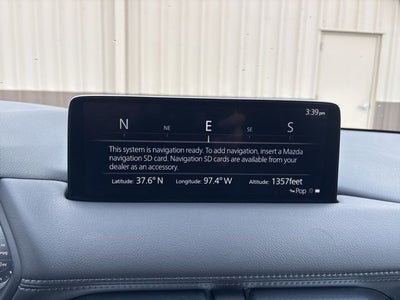 3:39pm
N NE E SE S
This system is navigation ready. To add navigation, insert a Mazda
navigation SD card. Navigation SD cards are available from your
dealer as an accessory.
Latitude: 37.6° N Longitude: 97.4° W Altitude: 1357feet
Pop